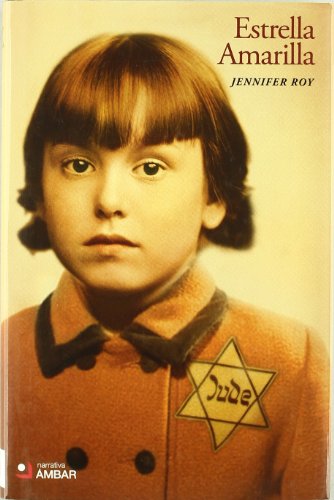 Estrella
Amarilla
JENNIFER ROY
Jude
narrativa
ÁMBAR